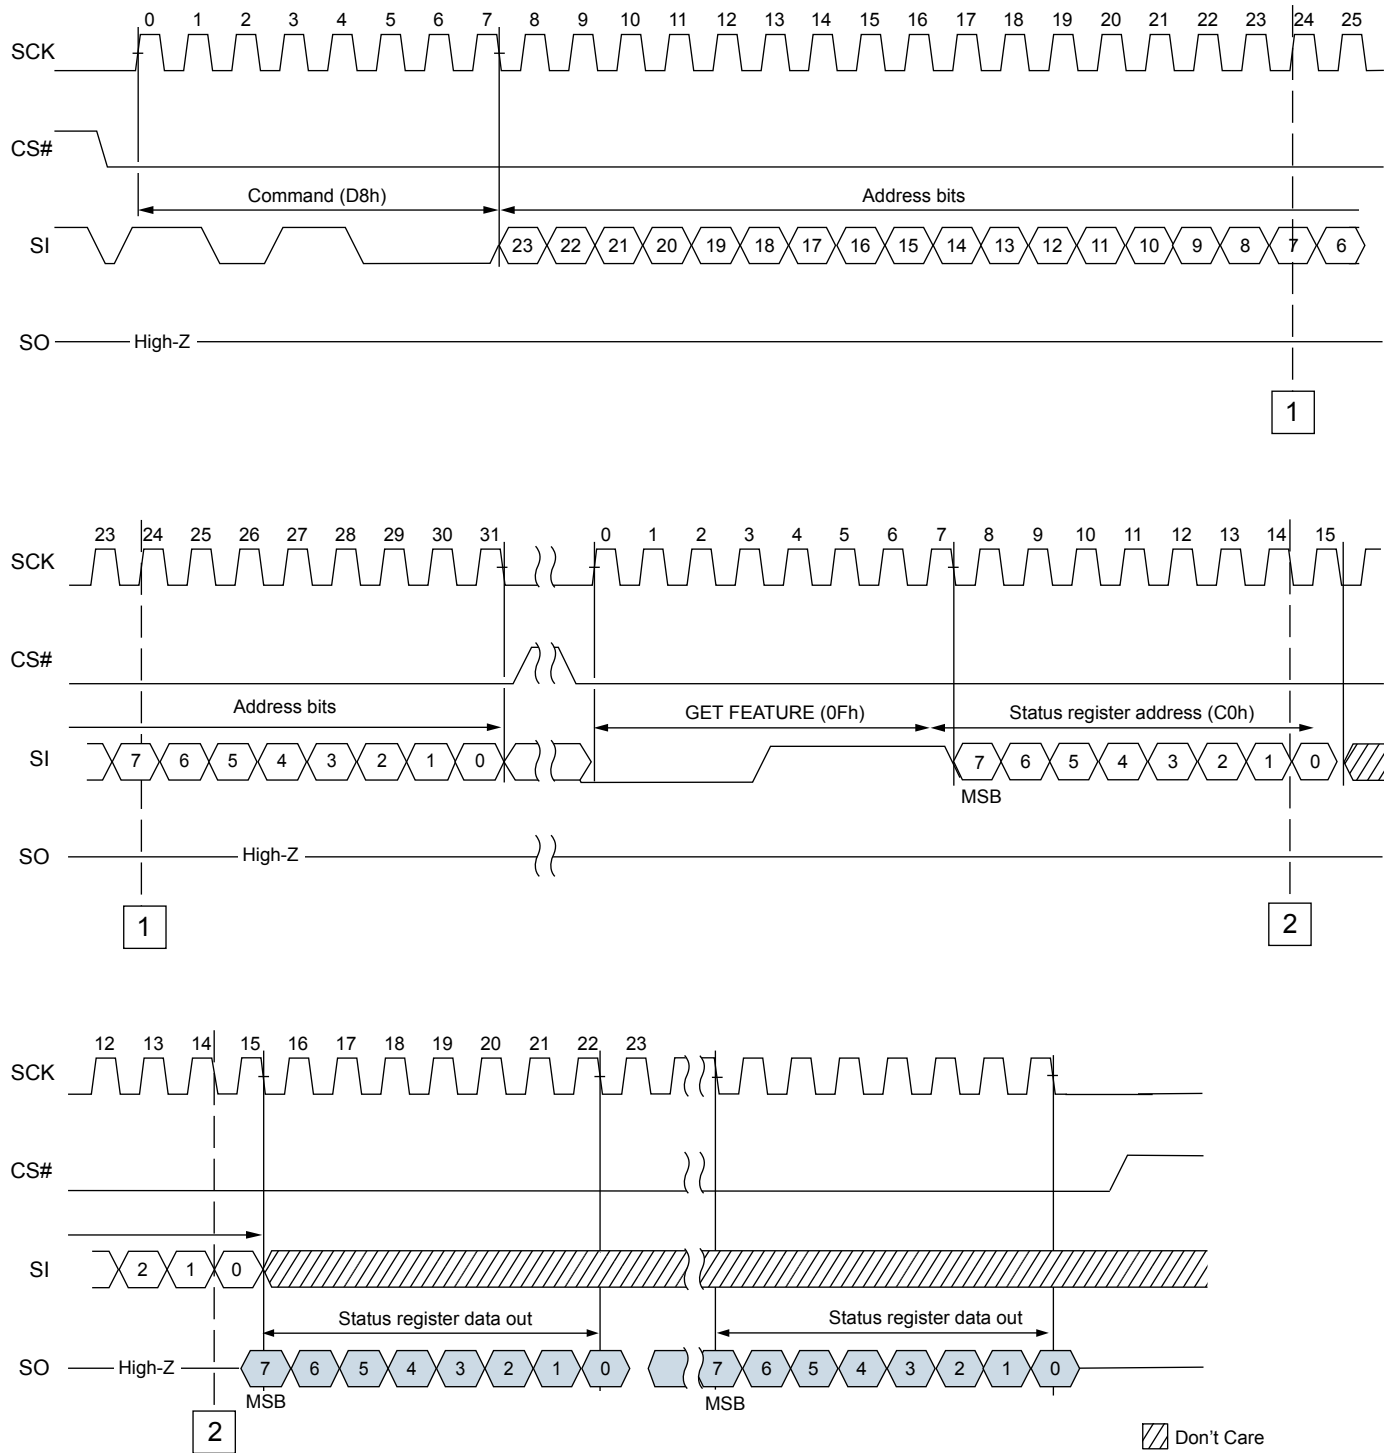 0 1 2 3 4 5 6 7 8 9 10 11 12 13 14 15 16 17 18 19 20 21 22 23 24 25
SCK
CS#
Command (D8h) Address bits
SI 23 22 21 20 19 18 17 16 15 14 13 12 11 10 9 8 7 6
SO High-Z
1
23 24 25 26 27 28 29 30 31 0 1 2 3 4 5 6 7 8 9 10 11 12 13 14 15
SCK
CS#
Address bits GET FEATURE (0Fh) Status register address (C0h)
SI 7 6 5 4 3 2 1 0 7 6 5 4 3 2 1 0
MSB
SO High-Z
1 2
12 13 14 15 16 17 18 19 20 21 22 23
SCK
CS#
SI 2 1 0
Status register data out Status register data out
SO High-Z 7 6 5 4 3 2 1 0 7 6 5 4 3 2 1 0
MSB MSB
2
Don't Care